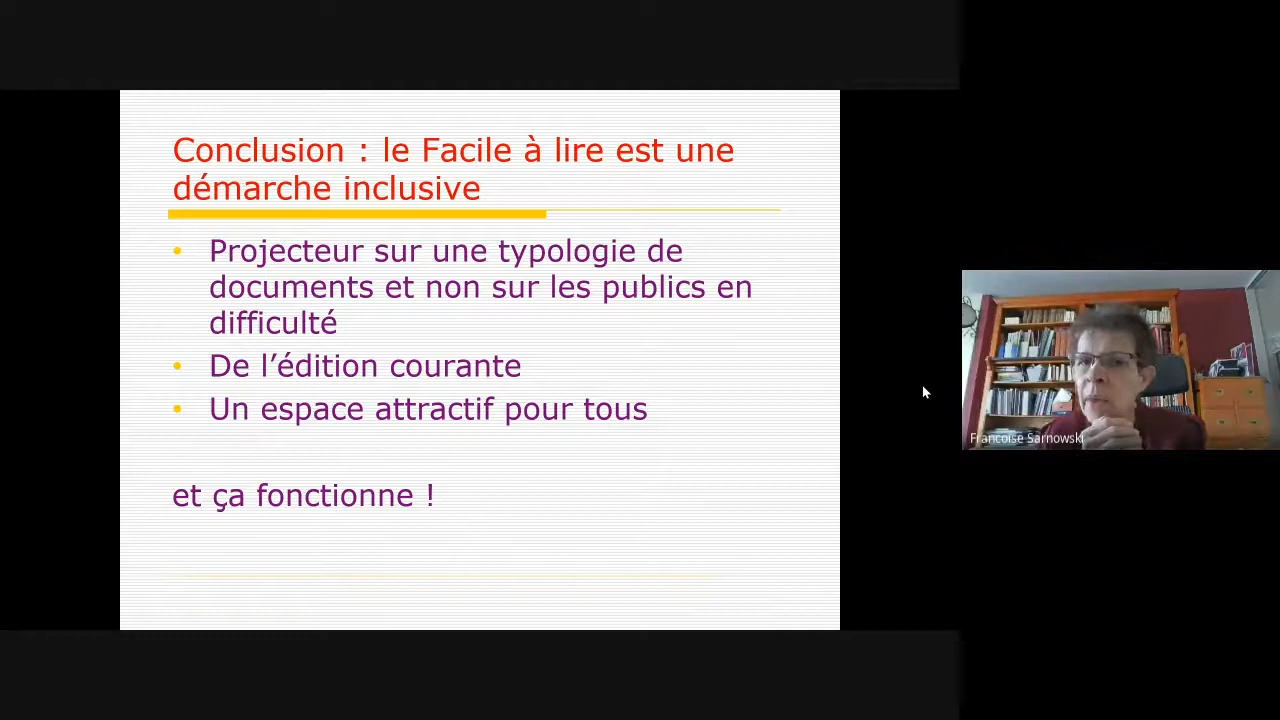 Conclusion : le Facile à lire est une
démarche inclusive
• Projecteur sur une typologie de
documents et non sur les publics en
difficulté
• De l’édition courante
• Un espace attractif pour tous
et ça fonctionne !
Francoise Sarnowski